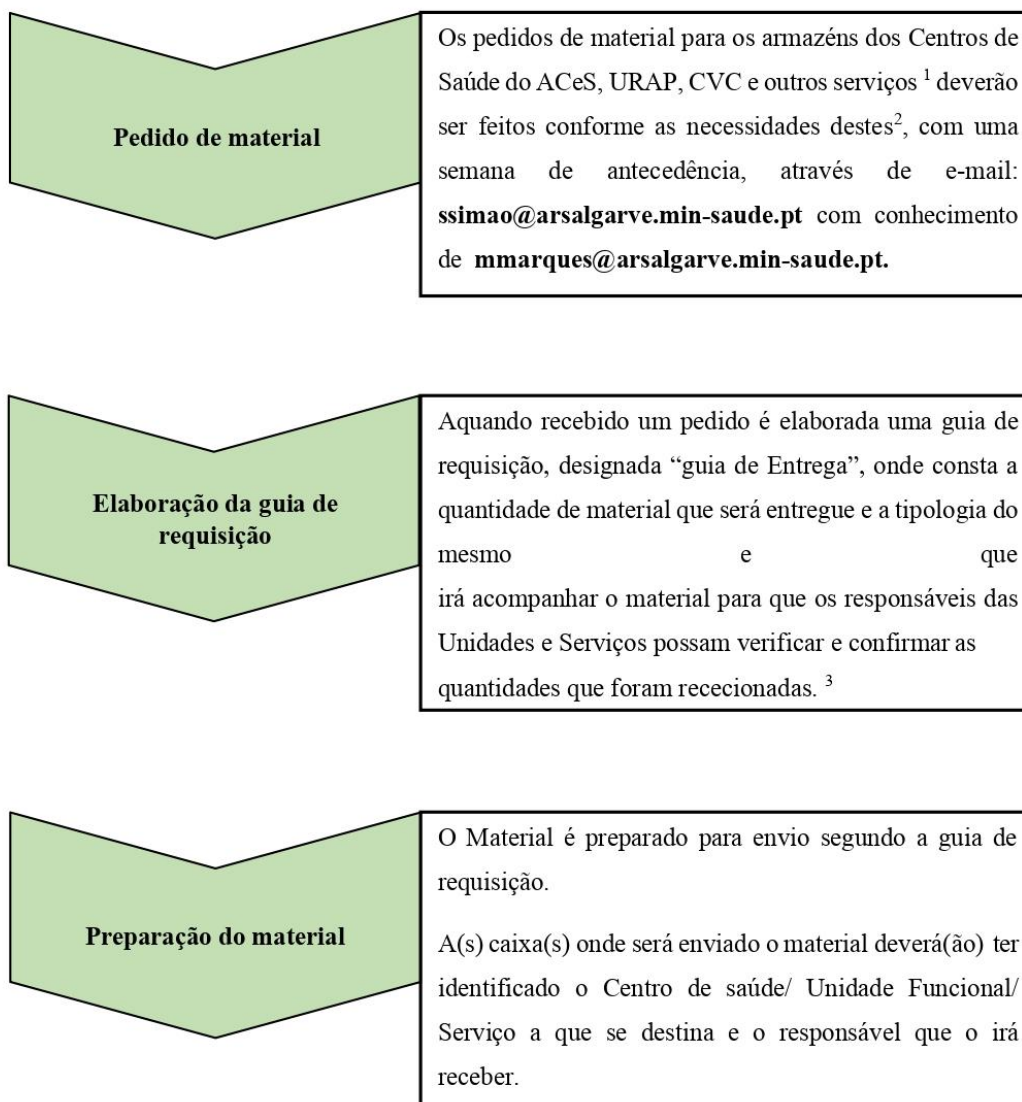 Pedido de material
Os pedidos de material para os armazéns dos Centros de
Saúde do ACeS, URAP, CVC e outros serviços ¹ deverão
ser feitos conforme as necessidades destes², com uma
semana de antecedência, através de e-mail:
ssimao@arsalgarve.min-saude.pt com conhecimento
de mmarques@arsalgarve.min-saude.pt.
Elaboração da guia de
requisição
Aquando recebido um pedido é elaborada uma guia de
requisição, designada “guia de Entrega”, onde consta a
quantidade de material que será entregue e a tipologia do
mesmo e que
irá acompanhar o material para que os responsáveis das
Unidades e Serviços possam verificar e confirmar as
quantidades que foram rececionadas. ³
Preparação do material
O Material é preparado para envio segundo a guia de
requisição.
A(s) caixa(s) onde será enviado o material deverá(ão) ter
identificado o Centro de saúde/ Unidade Funcional/
Serviço a que se destina e o responsável que o irá
receber.